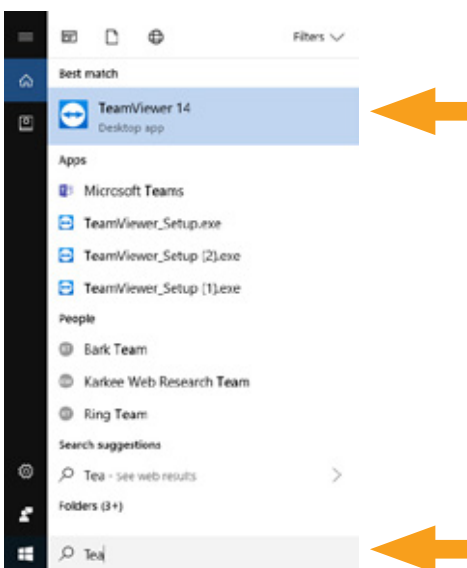 Filters
Best match
TeamViewer 14
Desktop app
Apps
Microsoft Teams
TeamViewer_Setup.exe
TeamViewer_Setup (2).exe
TeamViewer_Setup (1).exe
People
Bark Team
Karkee Web Research Team
Ring Team
Search suggestions
Tea - see web results
Folders (3+)
Tea